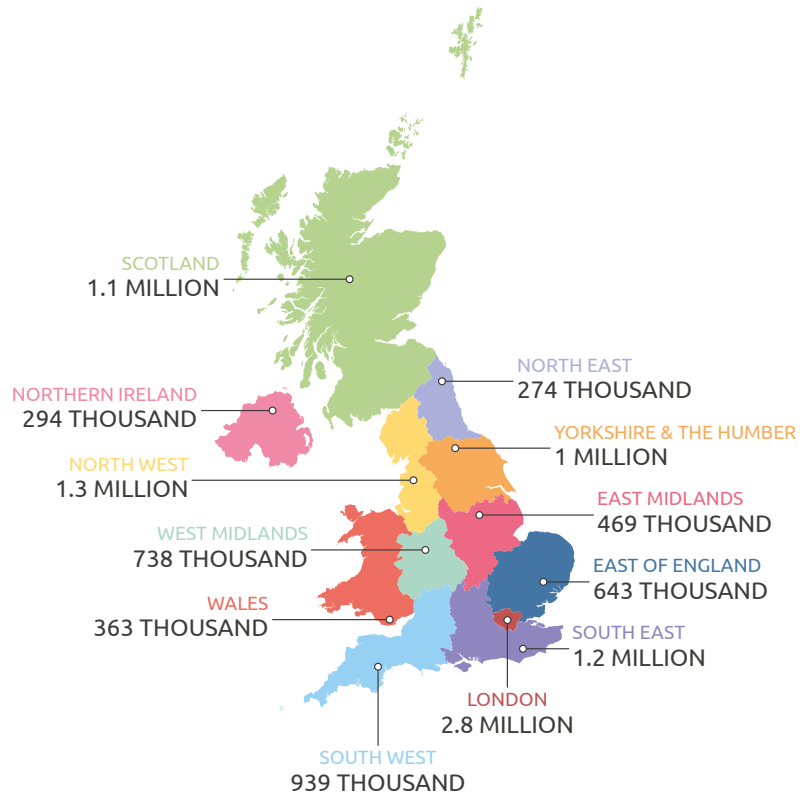 SCOTLAND
1.1 MILLION
NORTH EAST
274 THOUSAND
NORTHERN IRELAND
294 THOUSAND
YORKSHIRE & THE HUMBER
1 MILLION
NORTH WEST
1.3 MILLION
EAST MIDLANDS
469 THOUSAND
WEST MIDLANDS
738 THOUSAND
EAST OF ENGLAND
643 THOUSAND
WALES
363 THOUSAND
SOUTH EAST
1.2 MILLION
LONDON
2.8 MILLION
SOUTH WEST
939 THOUSAND